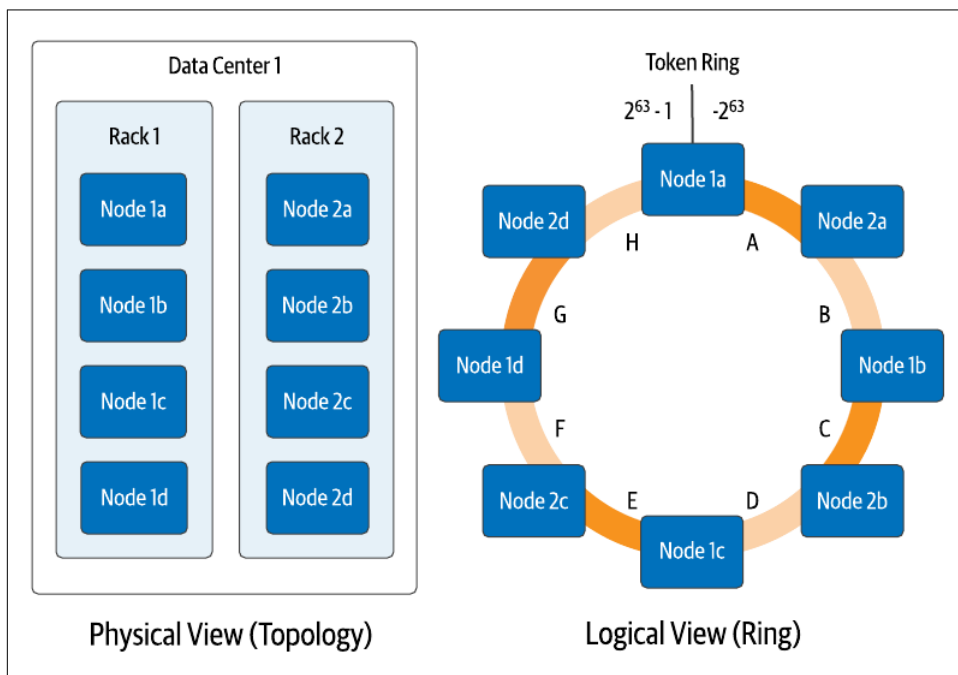 Data Center 1
Rack 1
Node 1a
Node 1b
Node 1c
Node 1d
Rack 2
Node 2a
Node 2b
Node 2c
Node 2d
Physical View (Topology)
Token Ring
2⁶³ - 1
-2⁶³
Node 1a
A
Node 2a
B
Node 1b
C
Node 2b
D
Node 1c
E
Node 2c
F
Node 1d
G
Node 2d
H
Logical View (Ring)